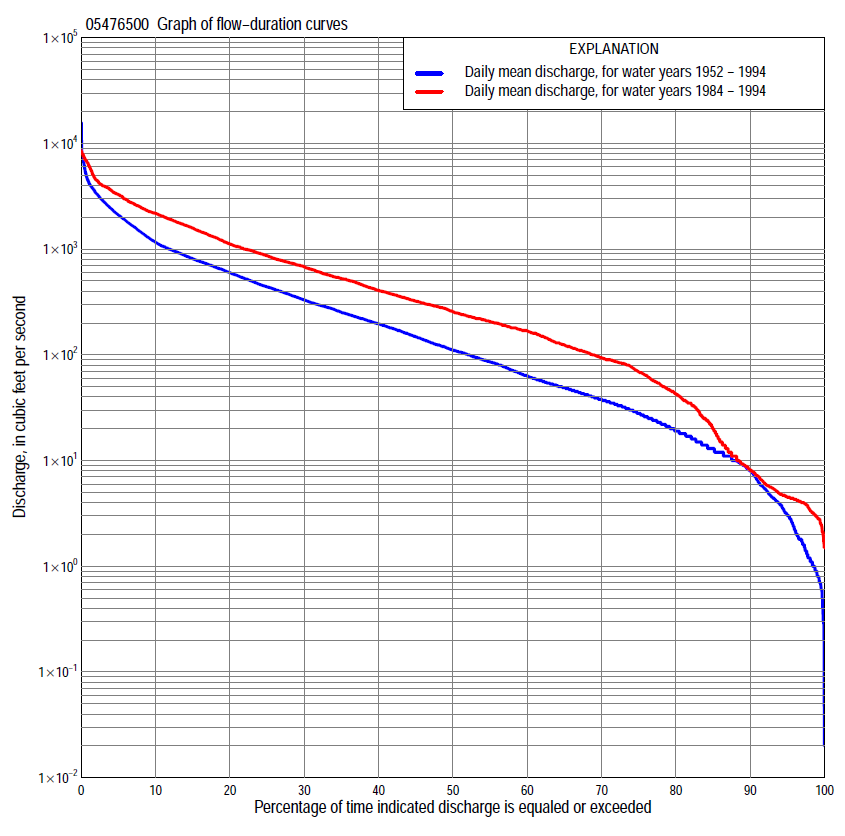 05476500 Graph of flow−duration curves
EXPLANATION
Daily mean discharge, for water years 1952 − 1994
Daily mean discharge, for water years 1984 − 1994
1×10⁵
1×10⁴
1×10³
1×10²
1×10¹
1×10⁰
1×10⁻¹
1×10⁻²
Discharge, in cubic feet per second
0 10 20 30 40 50 60 70 80 90 100
Percentage of time indicated discharge is equaled or exceeded